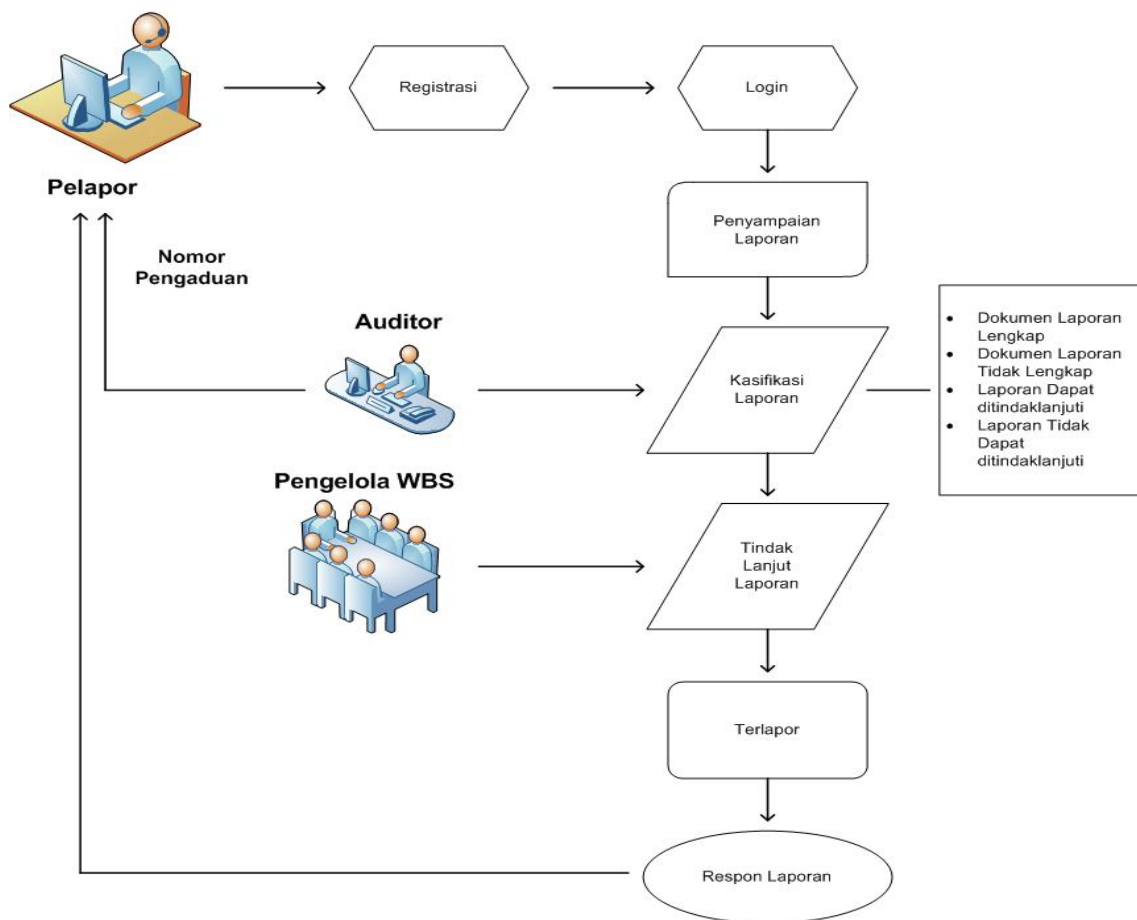 Registrasi
Login
Pelapor
Penyampaian
Laporan
Nomor
Pengaduan
Auditor
Kasifikasi
Laporan
• Dokumen Laporan
Lengkap
• Dokumen Laporan
Tidak Lengkap
• Laporan Dapat
ditindaklanjuti
• Laporan Tidak
Dapat
ditindaklanjuti
Pengelola WBS
Tindak
Lanjut
Laporan
Terlapor
Respon Laporan